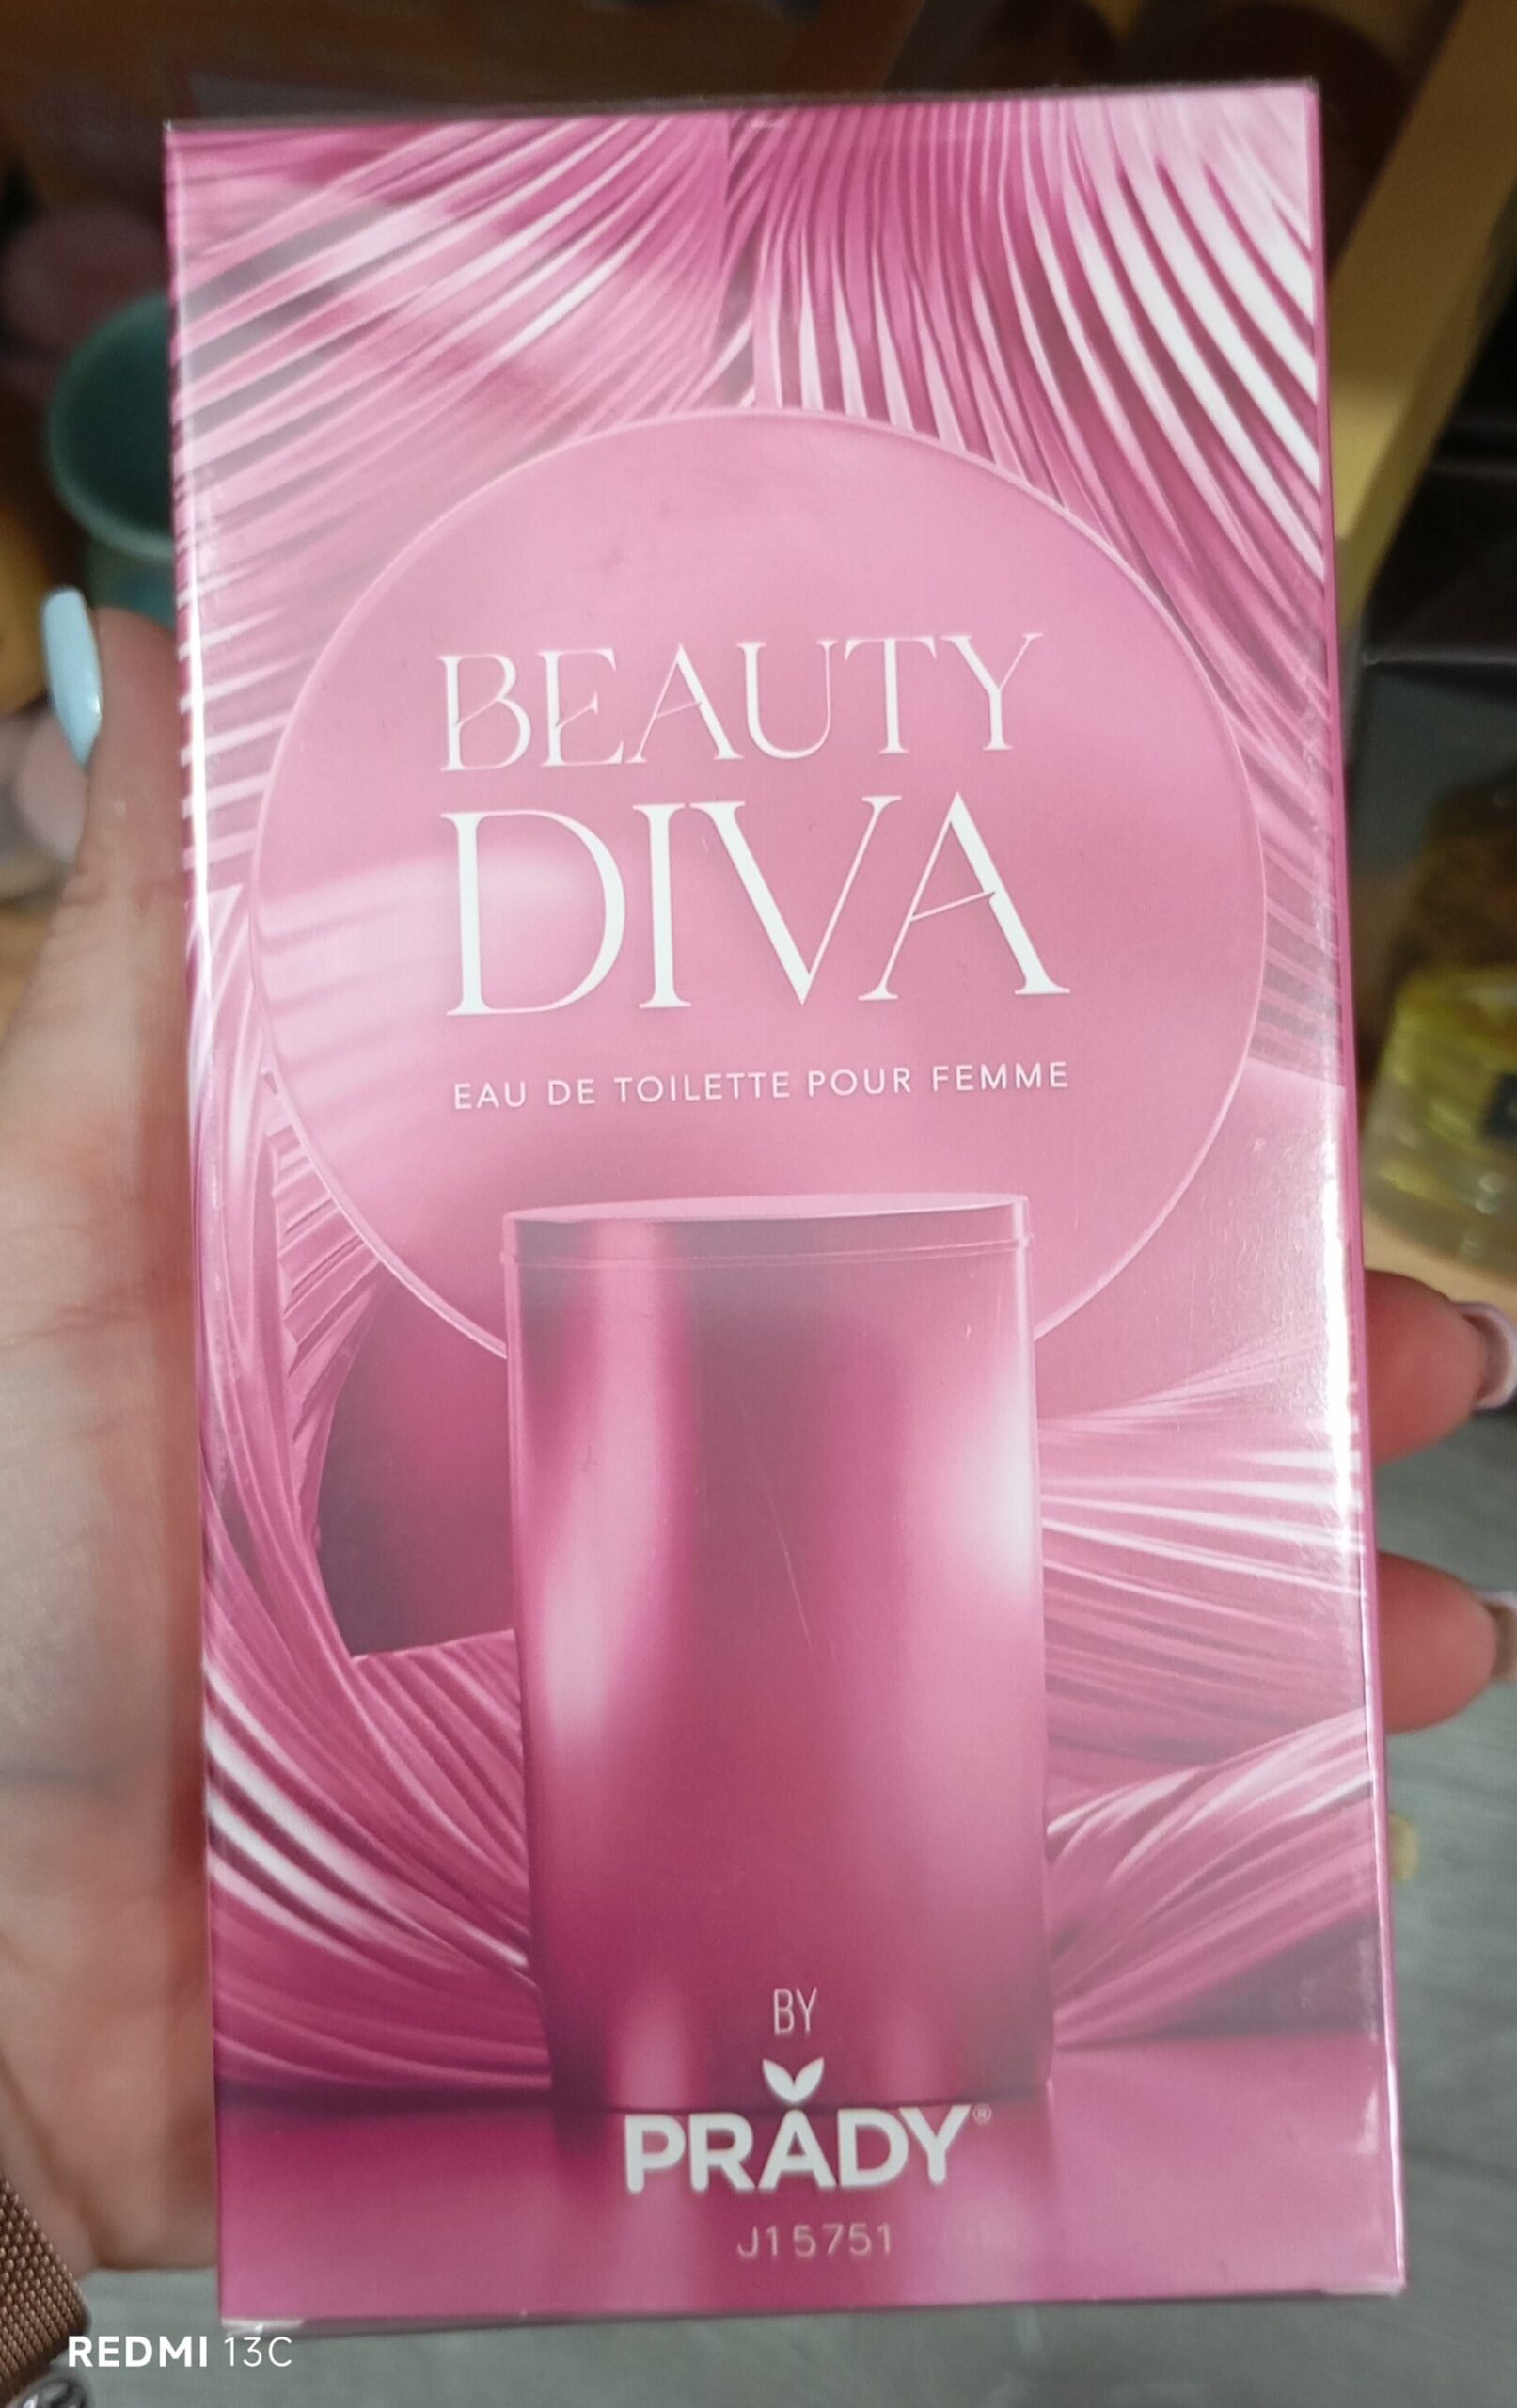 BEAUTY
DIVA
EAU DE TOILETTE POUR FEMME
BY
PRADY®
J15751
REDMI 13C